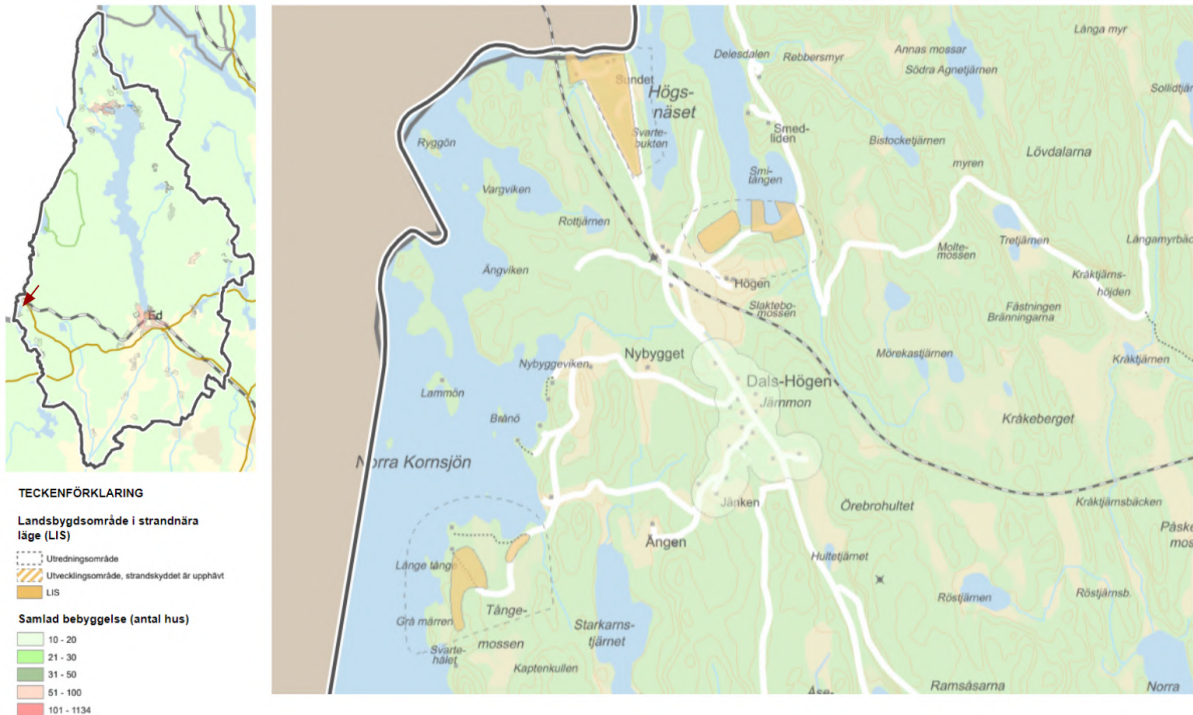 Ed
TECKENFÖRKLARING
Landsbygdsområde i strandnära
läge (LIS)
Utredningsområde
Utvecklingsområde, strandskyddet är upphävt
LIS
Samlad bebyggelse (antal hus)
10 - 20
21 - 30
31 - 50
51 - 100
101 - 1134
Långa myr
Delesdalen
Rebbersmyr
Annas mossar
Södra Agnetjärnen
Sundet
Högs-
näset
Svarte-
bukten
Ryggön
Smed-
liden
Bistocketjärnen
myren
Lövdalarna
Vargviken
Smi-
tången
Rottjärnen
Ängviken
Molte-
mossen
Tretjärnen
Långamyrbäc
Högen
Slaktebo-
mossen
Kråktjärns-
höjden
Fästningen
Bränningarna
Nybyggeviken
Nybygget
Mörekastjärnen
Kråktjärnen
Dals-Högen
Järnmon
Lammön
Brånö
Kråkeberget
Norra Kornsjön
Jänken
Örebrohultet
Kråktjärnsbäcken
Påske
mos
Ängen
Hultetjärnet
Långe tånge
Röstjärnen
Röstjärnsb.
Grå märren
Tånge-
mossen
Starkarns-
tjärnet
Svarte-
hålet
Kaptenkullen
Ramsåsarna
Norra